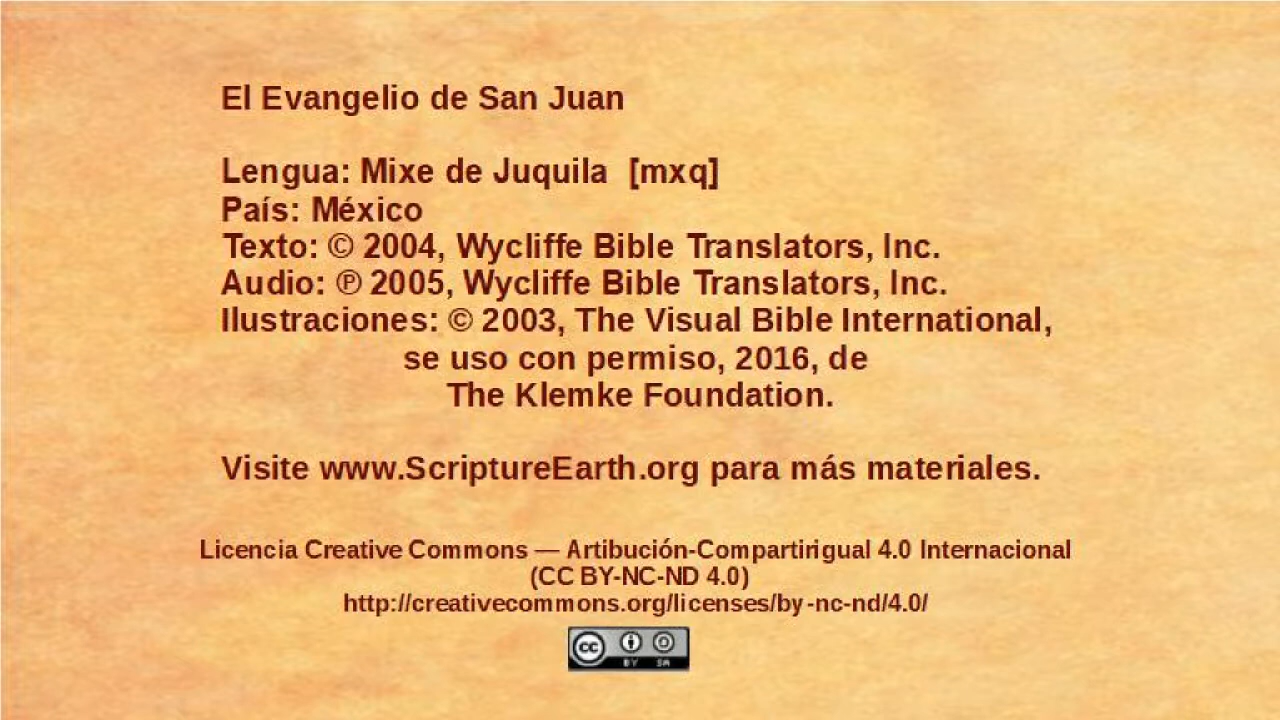 El Evangelio de San Juan
Lengua: Mixe de Juquila [mxq]
País: México
Texto: © 2004, Wycliffe Bible Translators, Inc.
Audio: ℗ 2005, Wycliffe Bible Translators, Inc.
Ilustraciones: © 2003, The Visual Bible International,
se uso con permiso, 2016, de
The Klemke Foundation.
Visite www.ScriptureEarth.org para más materiales.
Licencia Creative Commons — Artibución-Compartirigual 4.0 Internacional
(CC BY-NC-ND 4.0)
http://creativecommons.org/licenses/by-nc-nd/4.0/
cc BY SA